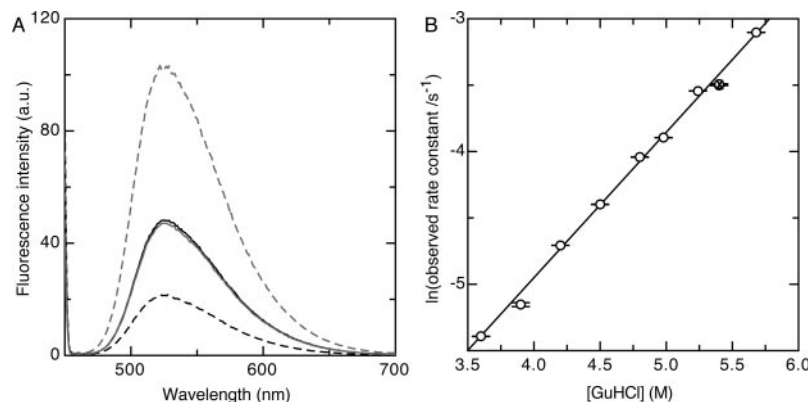 A
120
80
40
0
Fluorescence intensity (a.u.)
500
600
700
Wavelength (nm)
B
-3
-4
-5
ln(observed rate constant /s⁻¹)
3.5
4.0
4.5
5.0
5.5
6.0
[GuHCl] (M)